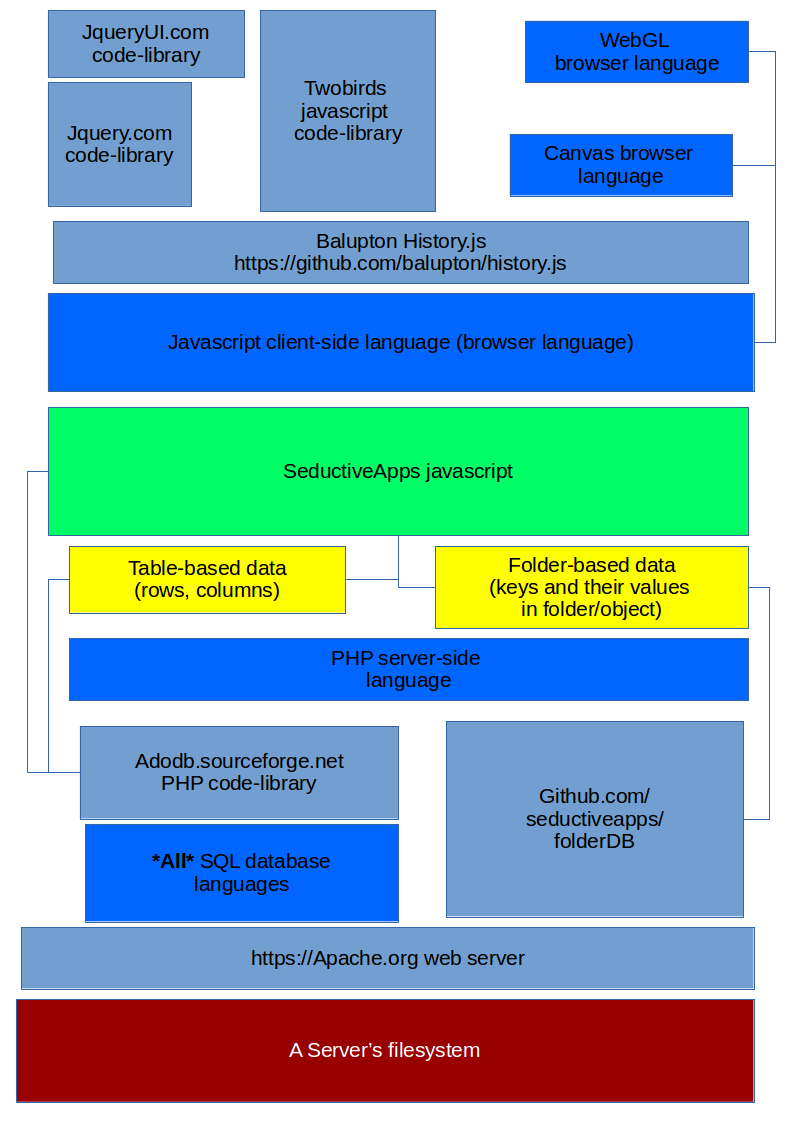 JqueryUI.com
code-library
Jquery.com
code-library
Twobirds
javascript
code-library
WebGL
browser language
Canvas browser
language
Balupton History.js
https://github.com/balupton/history.js
Javascript client-side language (browser language)
SeductiveApps javascript
Table-based data
(rows, columns)
Folder-based data
(keys and their values
in folder/object)
PHP server-side
language
Adodb.sourceforge.net
PHP code-library
*All* SQL database
languages
Github.com/
seductiveapps/
folderDB
https://Apache.org web server
A Server’s filesystem